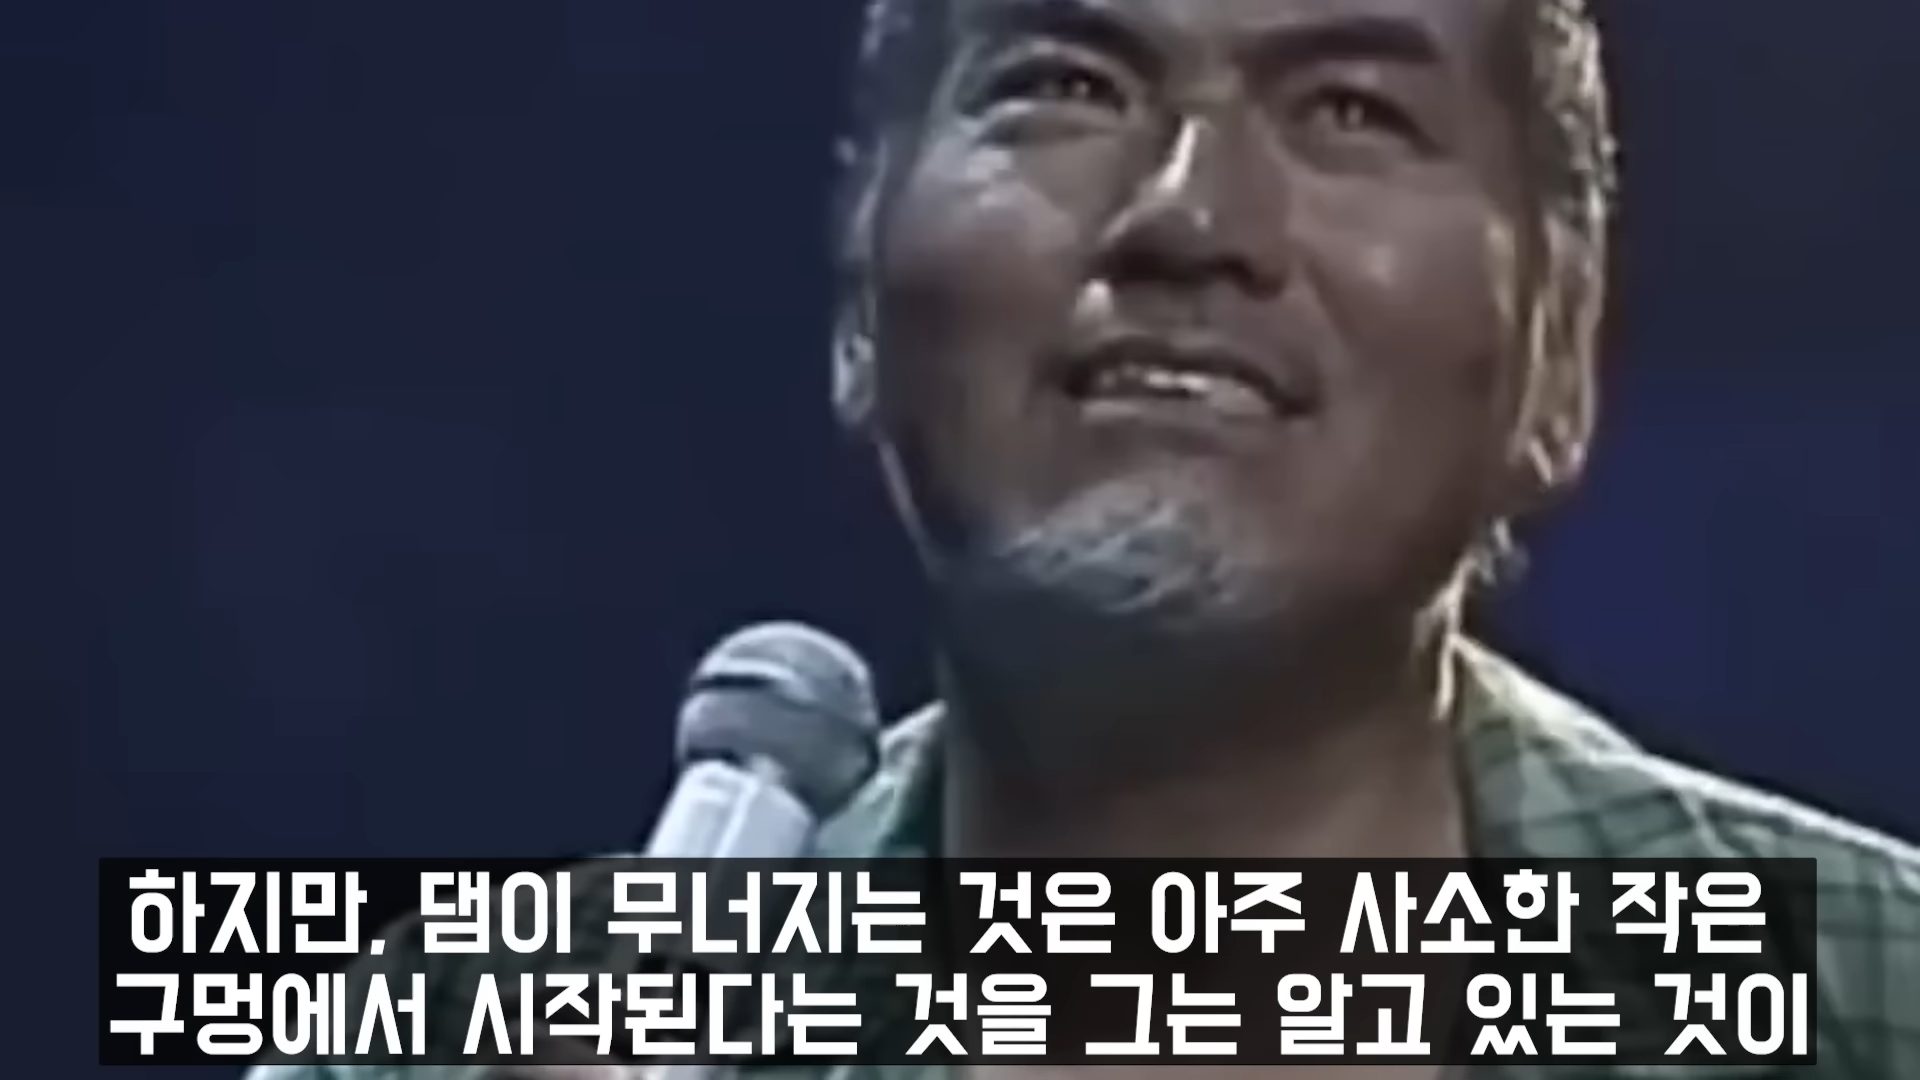 하지만, 댐이 무너지는 것은 아주 사소한 작은
구멍에서 시작된다는 것을 그는 알고 있는 것이